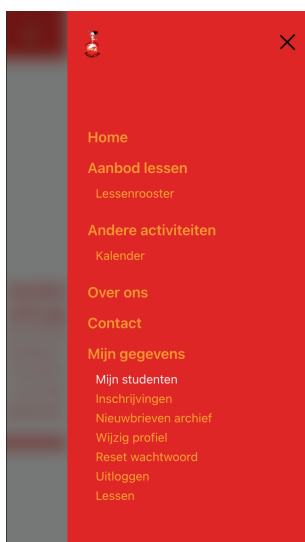 Home
Aanbod lessen
Lessenrooster
Andere activiteiten
Kalender
Over ons
Contact
Mijn gegevens
Mijn studenten
Inschrijvingen
Nieuwbrieven archief
Wijzig profiel
Reset wachtwoord
Uitloggen
Lessen